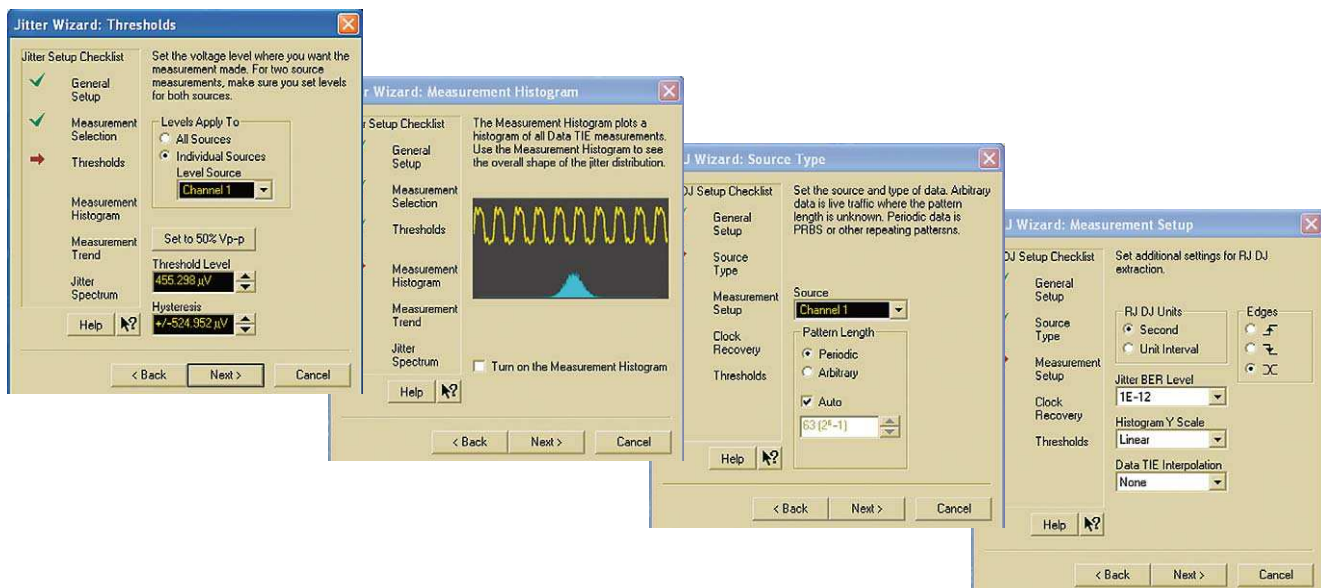 Jitter Wizard: Thresholds
Jitter Setup Checklist
General
Setup
Measurement
Selection
Thresholds
Measurement
Histogram
Measurement
Trend
Jitter
Spectrum
Help
Set the voltage level where you want the
measurement made. For two source
measurements, make sure you set levels
for both sources.
Levels Apply To
All Sources
Individual Sources
Level Source
Channel 1
Set to 50% Vp-p
Threshold Level
455.298 µV
Hysteresis
+/-524.952 µV
< Back
Next >
Cancel
r Wizard: Measurement Histogram
r Setup Checklist
General
Setup
Measurement
Selection
Thresholds
Measurement
Histogram
Measurement
Trend
Jitter
Spectrum
Help
The Measurement Histogram plots a
histogram of all Data TIE measurements.
Use the Measurement Histogram to see
the overall shape of the jitter distribution.
Turn on the Measurement Histogram
< Back
Next >
Cancel
J Wizard: Source Type
DJ Setup Checklist
General
Setup
Source
Type
Measurement
Setup
Clock
Recovery
Thresholds
Help
Set the source and type of data. Arbitrary
data is live traffic where the pattern
length is unknown. Periodic data is
PRBS or other repeating pattersns.
Source
Channel 1
Pattern Length
Periodic
Arbitrary
Auto
63 (2⁶-1)
< Back
Next >
Cancel
J Wizard: Measurement Setup
DJ Setup Checklist
General
Setup
Source
Type
Measurement
Setup
Clock
Recovery
Thresholds
Help
Set additional settings for RJ DJ
extraction.
RJ DJ Units
Second
Unit Interval
Edges
Jitter BER Level
1E-12
Histogram Y Scale
Linear
Data TIE Interpolation
None
< Back
Next >
Cancel